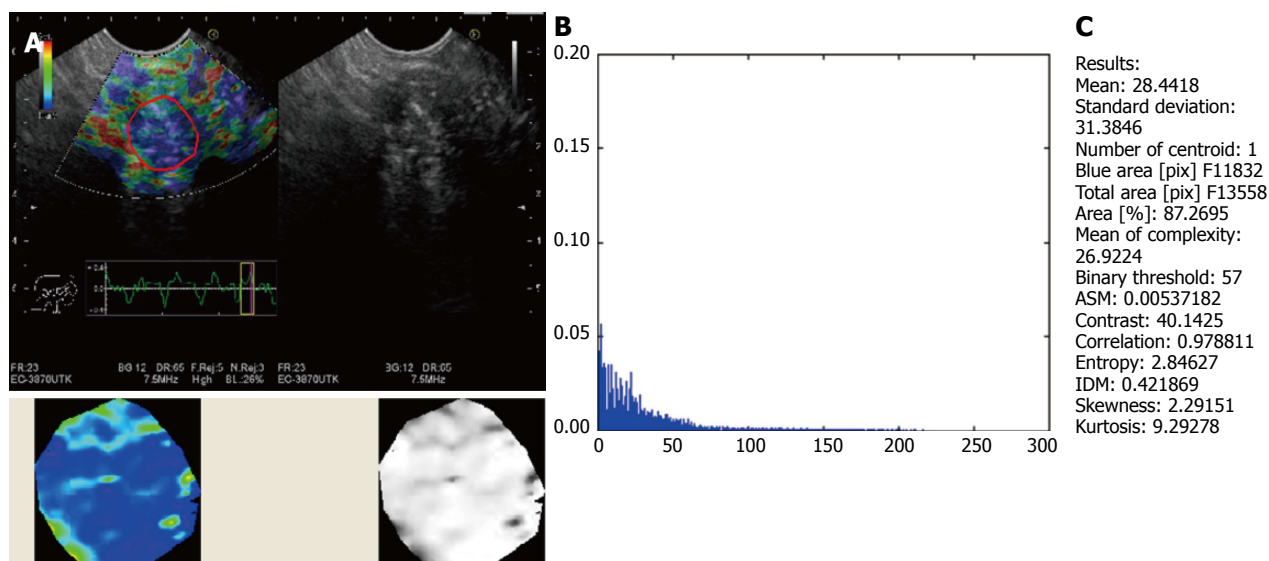 A
B
C
FR:23
BG 12 DR:65 F.Rej:5 N.Rej:3
EC-3870UTK
7.5MHz High BL:26%
FR:23
BG:12 DR:65
EC-3870UTK
7.5MHz
0.20
0.15
0.10
0.05
0.00
0
50
100
150
200
250
300
Results:
Mean: 28.4418
Standard deviation:
31.3846
Number of centroid: 1
Blue area [pix] F11832
Total area [pix] F13558
Area [%]: 87.2695
Mean of complexity:
26.9224
Binary threshold: 57
ASM: 0.00537182
Contrast: 40.1425
Correlation: 0.978811
Entropy: 2.84627
IDM: 0.421869
Skewness: 2.29151
Kurtosis: 9.29278